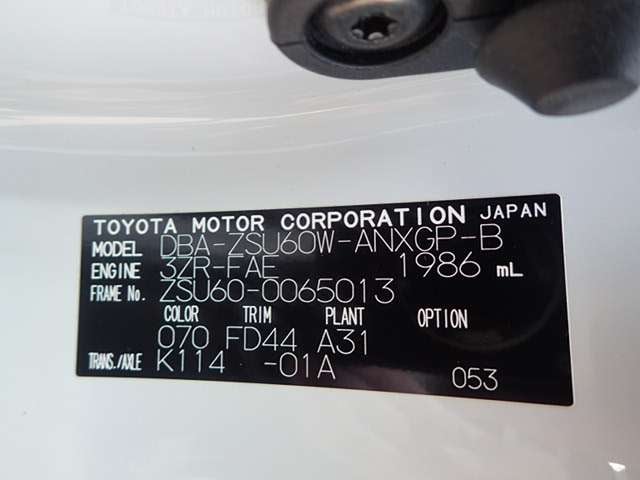 TOYOTA MOTOR CORPORATION JAPAN
MODEL DBA-ZSU60W-ANXGP-B
ENGINE 3ZR-FAE 1986 mL
FRAME No. ZSU60-0065013
COLOR TRIM PLANT OPTION
070 FD44 A31
TRANS./AXLE K114 -01A
053